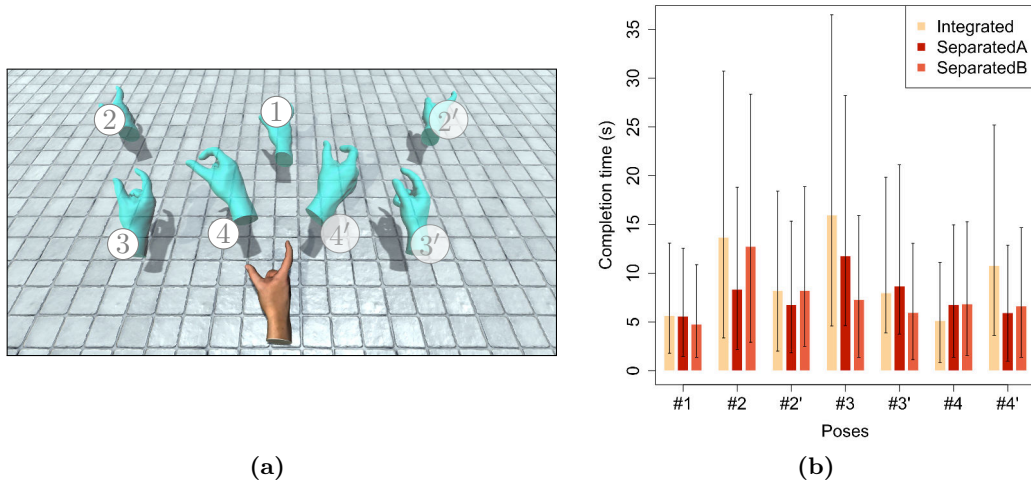 1
2
2′
3
4
4′
3′
Completion time (s)
35
30
25
20
15
10
5
0
Integrated
SeparatedA
SeparatedB
#1 #2 #2' #3 #3' #4 #4'
Poses
(a) (b)